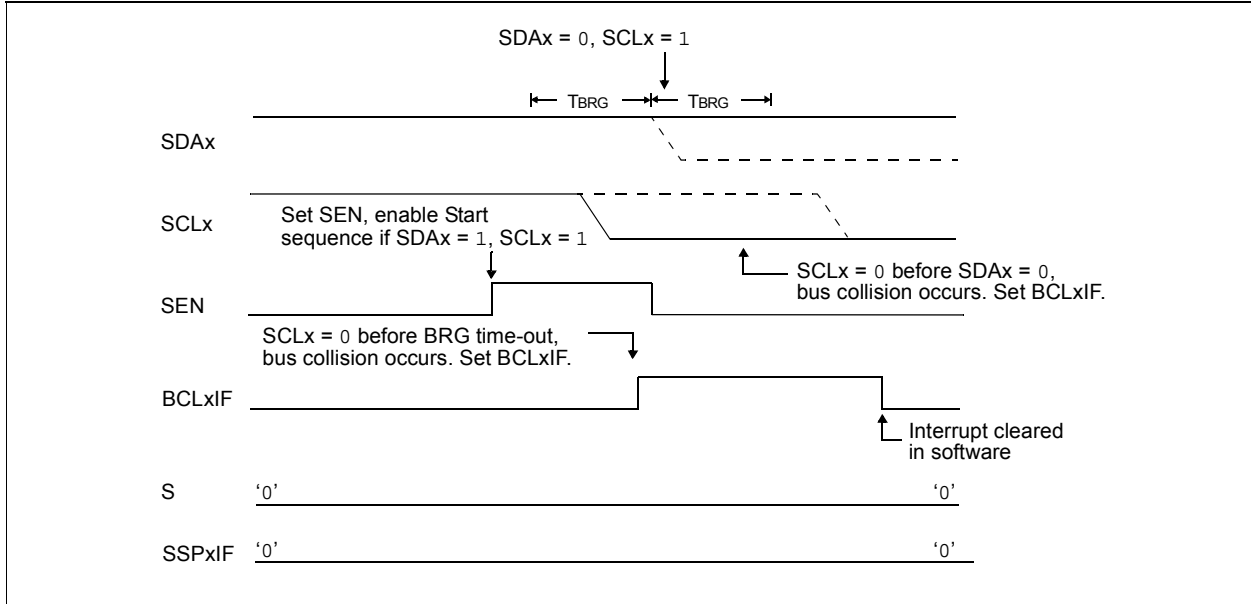 SDAx = 0, SCLx = 1
TBRG TBRG
SDAx
SCLx
Set SEN, enable Start
sequence if SDAx = 1, SCLx = 1
SCLx = 0 before SDAx = 0,
bus collision occurs. Set BCLxIF.
SEN
SCLx = 0 before BRG time-out,
bus collision occurs. Set BCLxIF.
BCLxIF
Interrupt cleared
in software
S ‘0’ ‘0’
SSPxIF ‘0’ ‘0’